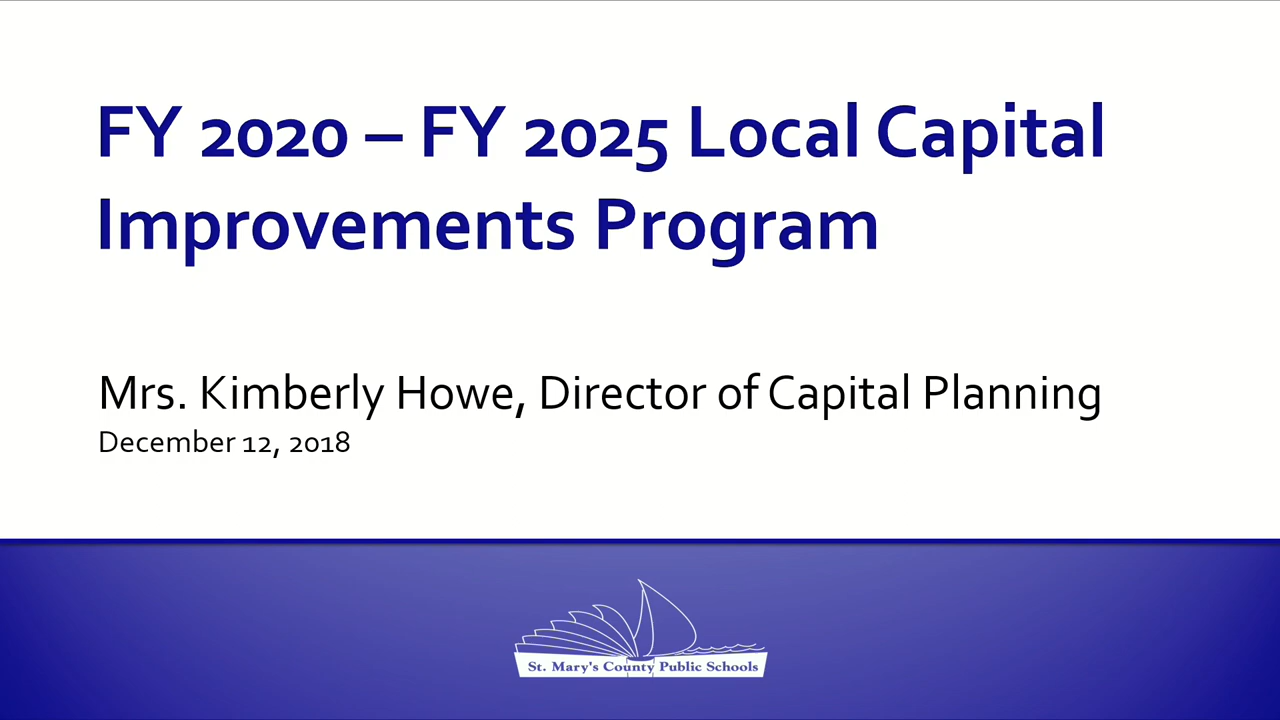 FY 2020 – FY 2025 Local Capital
Improvements Program
Mrs. Kimberly Howe, Director of Capital Planning
December 12, 2018
St. Mary's County Public Schools